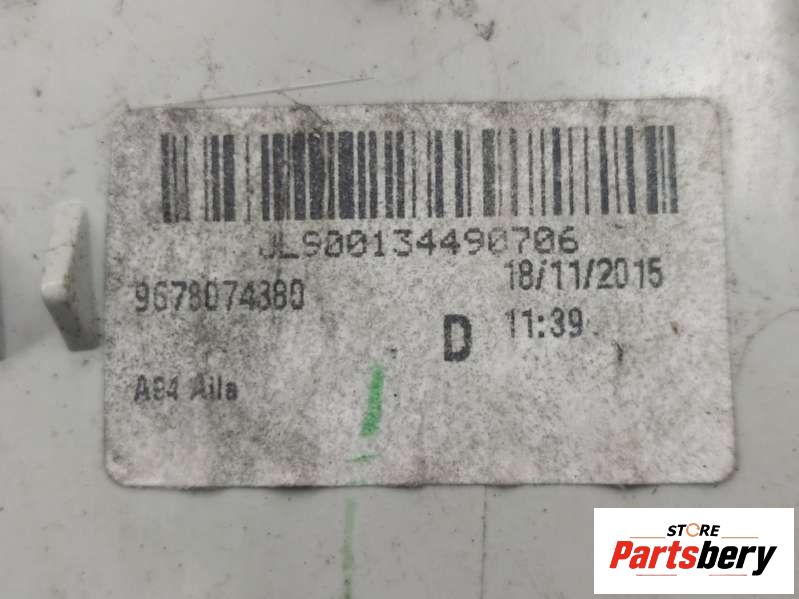 JLS00134490706
9678074380
18/11/2015
D
11:39
A94 Aila
STORE
Partsbery